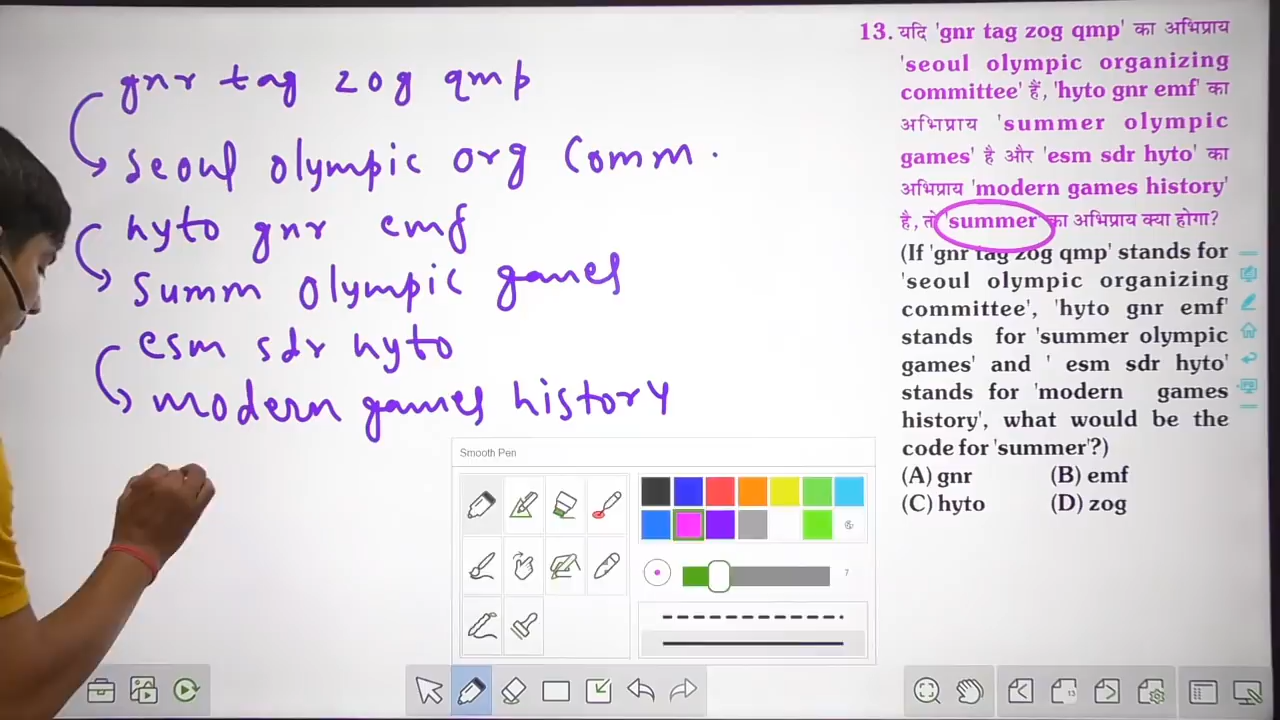 gnr tag zog qmp
seoul olympic org Comm.
hyto gnr emf
summ olympic games
esm sdr hyto
modern games history
13. यदि 'gnr tag zog qmp' का अभिप्राय
'seoul olympic organizing
committee' हैं, 'hyto gnr emf' का
अभिप्राय 'summer olympic
games' है और 'esm sdr hyto' का
अभिप्राय 'modern games history'
है, तो 'summer' का अभिप्राय क्या होगा?
(If 'gnr tag zog qmp' stands for
'seoul olympic organizing
committee', 'hyto gnr emf'
stands for 'summer olympic
games' and ' esm sdr hyto'
stands for 'modern games
history', what would be the
code for 'summer'?)
(A) gnr (B) emf
(C) hyto (D) zog
Smooth Pen
7
13